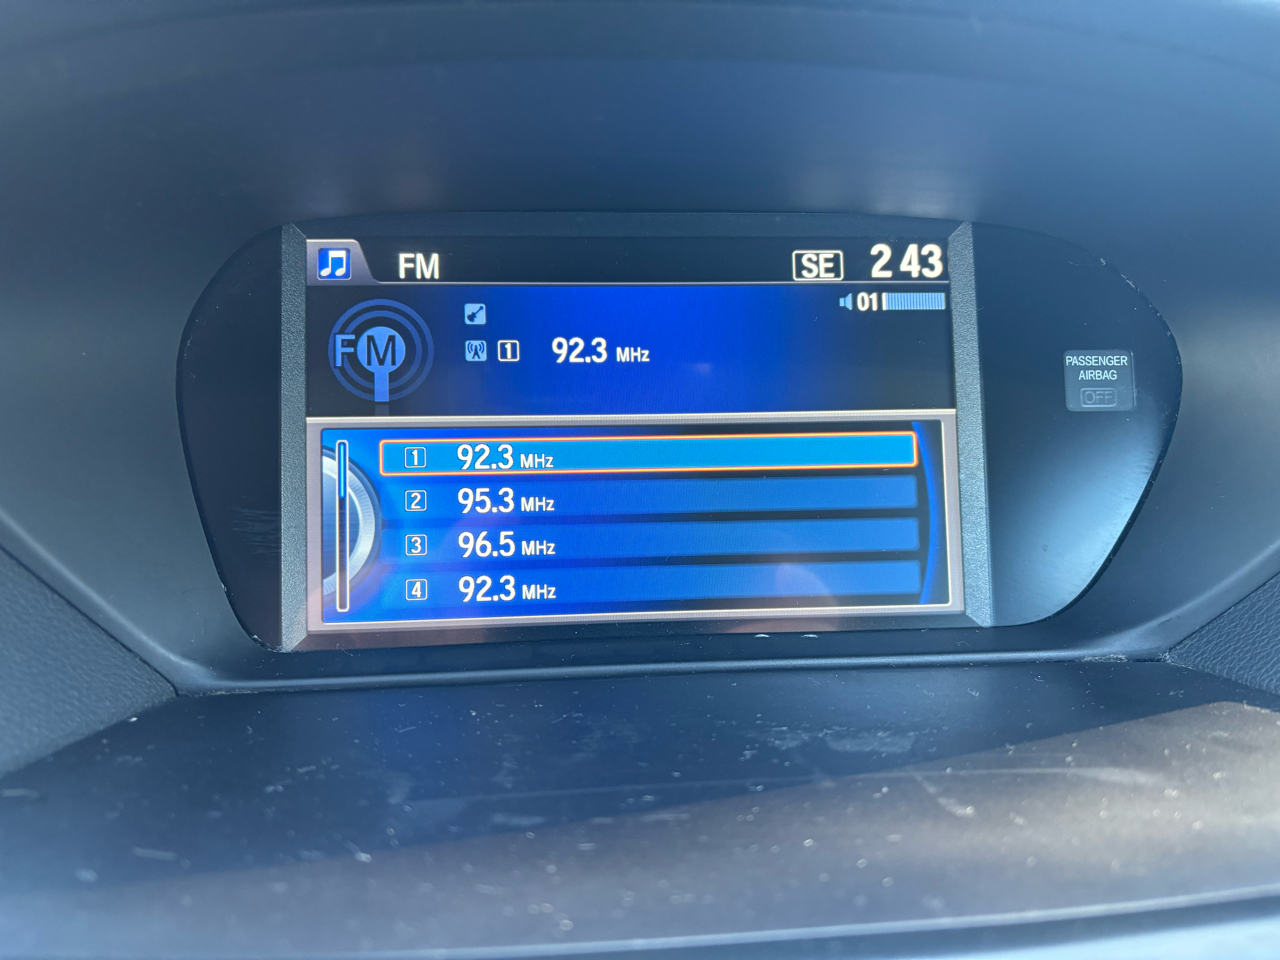 FM SE 2 43
01
FM 1 92.3 MHz
1 92.3 MHz
2 95.3 MHz
3 96.5 MHz
4 92.3 MHz
PASSENGER
AIRBAG
OFF